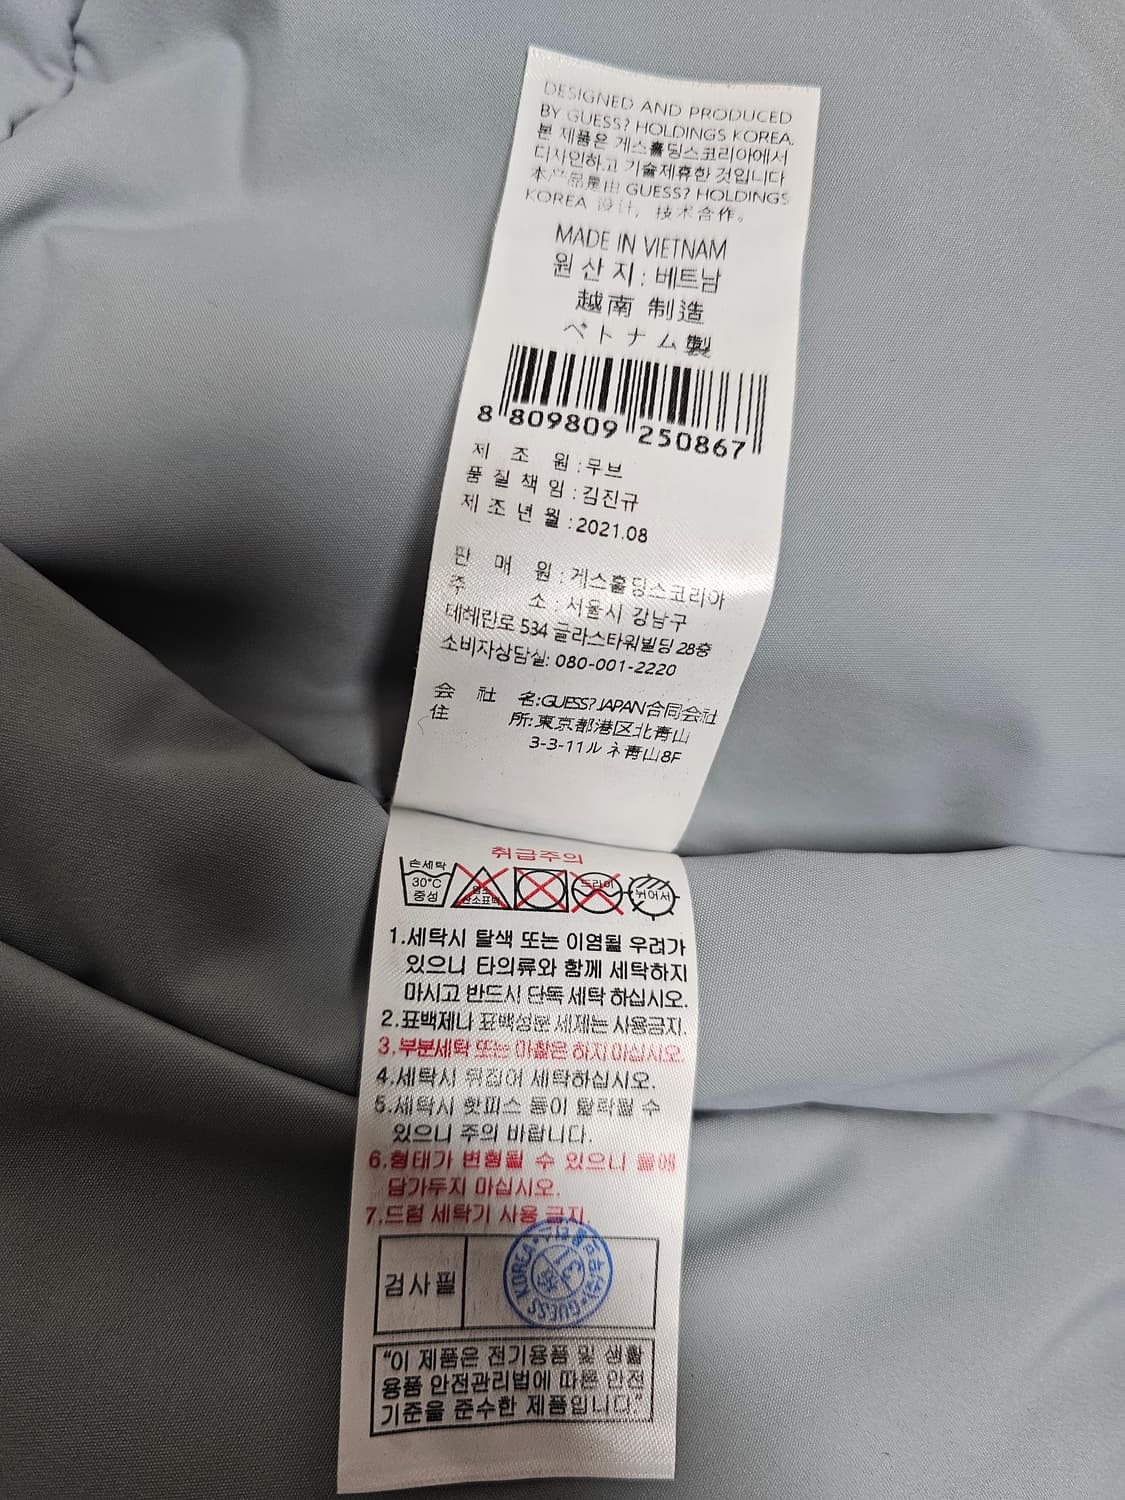 DESIGNED AND PRODUCED
BY GUESS? HOLDINGS KOREA.
본 제품은 게스홀딩스코리아에서
디자인하고 기술제휴한 것입니다
本产品是由 GUESS? HOLDINGS
KOREA 设计, 技术合作。
MADE IN VIETNAM
원산지 : 베트남
越南 制造
ベトナム製
8 809809 250867
제 조 원 : 무브
품질책임 : 김진규
제조년월 : 2021.08
판 매 원 : 게스홀딩스코리아
주 소 : 서울시 강남구
테헤란로 534 글라스타워빌딩 28층
소비자상담실: 080-001-2220
会 社 名:GUESS? JAPAN合同会社
住 所:東京都港区北青山
3-3-11ルネ青山8F
취급주의
손세탁
30°C
중성
염소
산소표백
드라이
뉘어서
1.세탁시 탈색 또는 이염될 우려가
있으니 타의류와 함께 세탁하지
마시고 반드시 단독 세탁 하십시오.
2.표백제나 표백성분 세제는 사용금지.
3.부분세탁 또는 마찰은 하지 마십시오.
4.세탁시 뒤집어 세탁하십시오.
5.세탁시 핫피스 등이 탈락될 수
있으니 주의 바랍니다.
6.형태가 변형될 수 있으니 물에
담가두지 마십시오.
7.드럼 세탁기 사용 금지.
검사필
GUESS KOREA
"이 제품은 전기용품 및 생활
용품 안전관리법에 따른 안전
기준을 준수한 제품입니다."